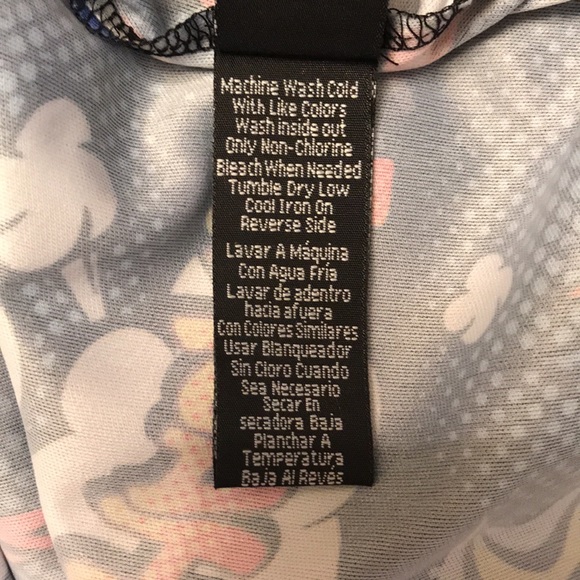 Machine Wash Cold
With Like Colors
Wash inside out
Only Non-Chlorine
Bleach When Needed
Tumble Dry Low
Cool Iron On
Reverse Side
Lavar A Máquina
Con Agua Fría
Lavar de adentro
hacia afuera
Con Colores Similares
Usar Blanqueador
Sin Cloro Cuando
Sea Necesario
Secar En
secadora Baja
Planchar A
Temperatura
Baja Al Revés